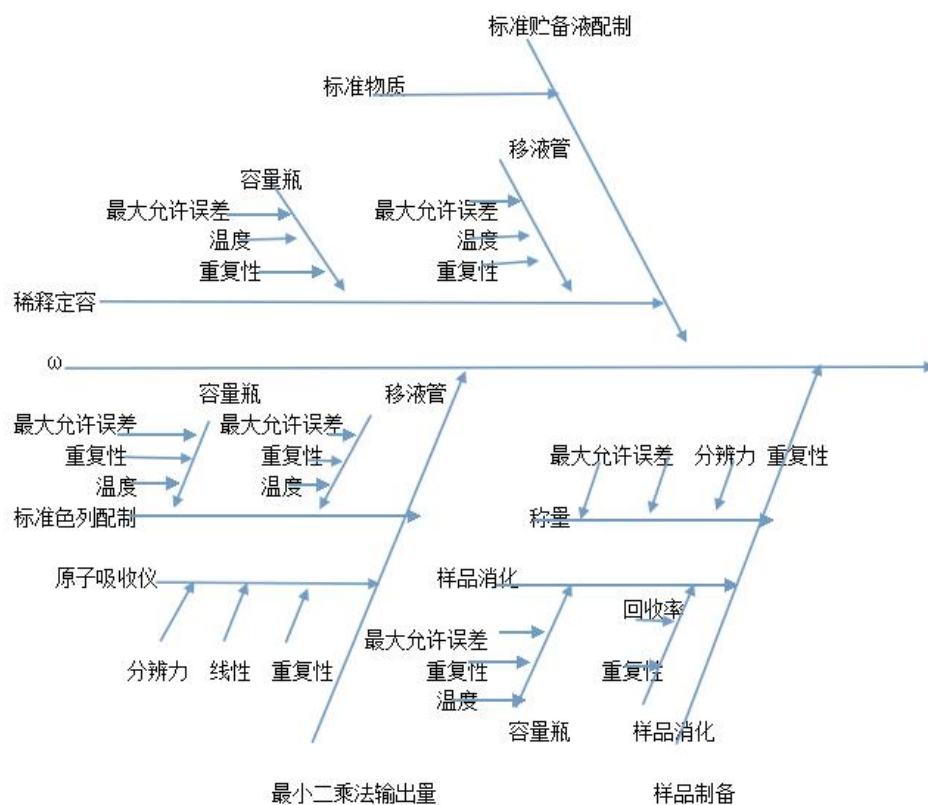 标准贮备液配制
标准物质
移液管
容量瓶
最大允许误差
温度
重复性
最大允许误差
温度
重复性
稀释定容
ω
容量瓶
最大允许误差
重复性
温度
移液管
最大允许误差
重复性
温度
标准色列配制
最大允许误差 分辨力 重复性
称量
原子吸收仪
分辨力 线性 重复性
样品消化
最大允许误差
重复性
温度
容量瓶
回收率
重复性
样品消化
最小二乘法输出量
样品制备